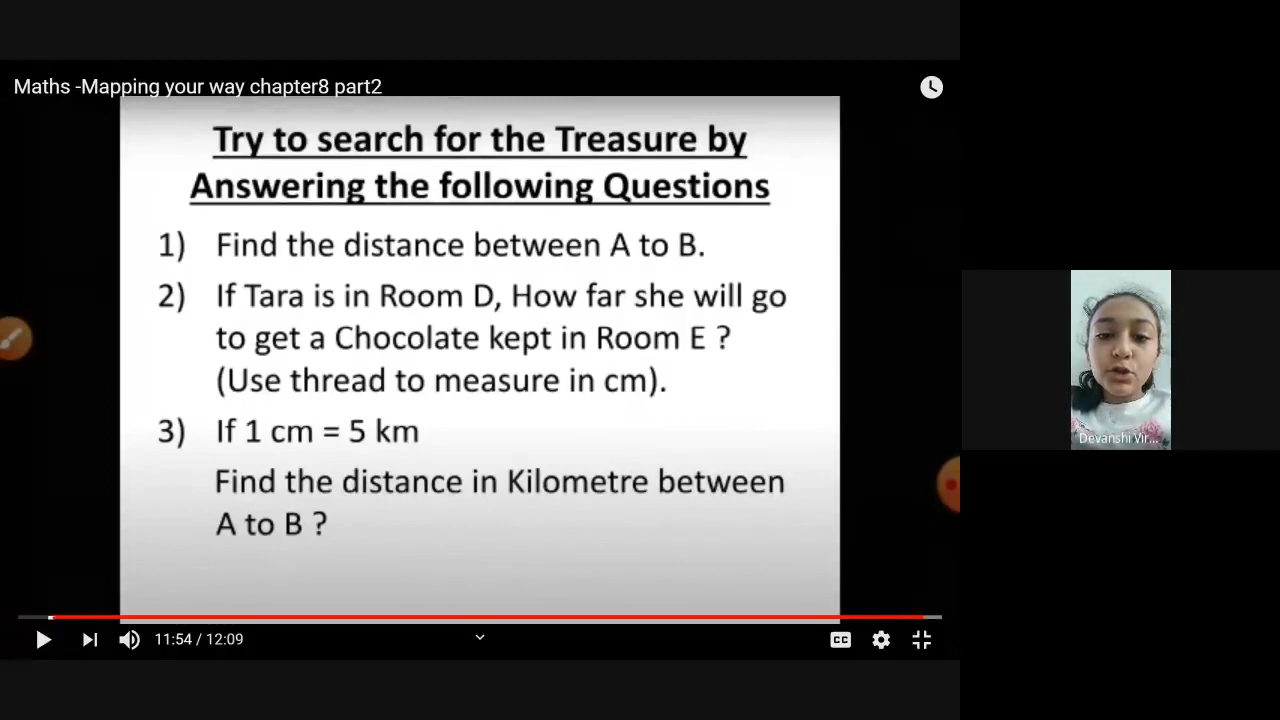 Maths -Mapping your way chapter8 part2
Try to search for the Treasure by
Answering the following Questions
1) Find the distance between A to B.
2) If Tara is in Room D, How far she will go
to get a Chocolate kept in Room E ?
(Use thread to measure in cm).
3) If 1 cm = 5 km
Find the distance in Kilometre between
A to B ?
Devanshi Vir...
11:54 / 12:09
CC